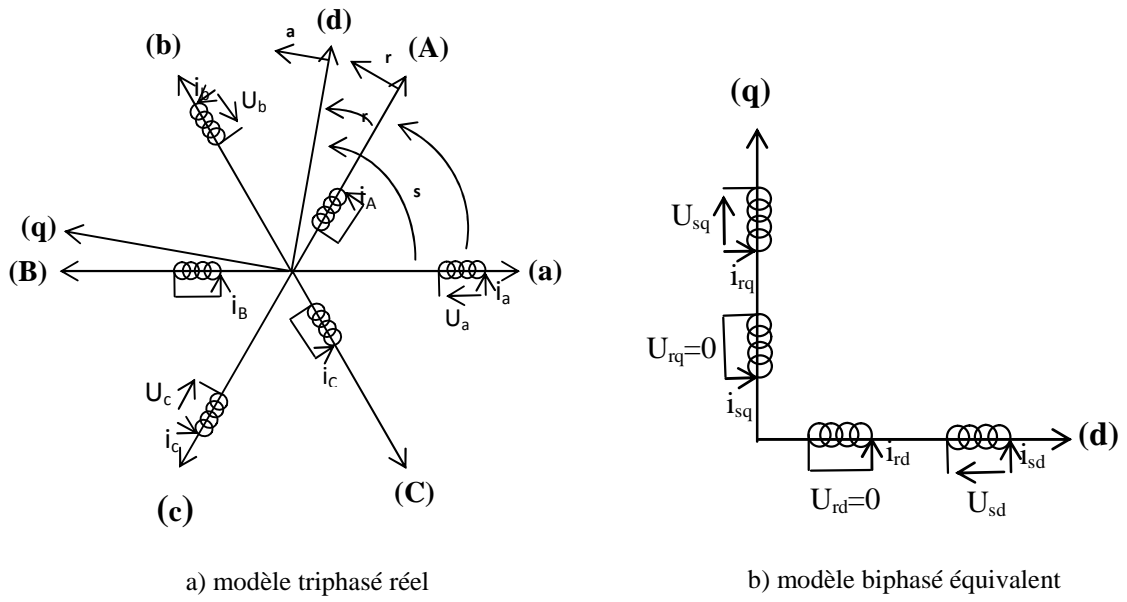 (d)
a
(b)
(A)
r
i_b
U_b
r
s
i_A
(q)
(B)
(a)
i_B
i_a
U_a
i_C
U_c
i_c
(c)
(C)
a) modèle triphasé réel
(q)
U_sq
i_rq
U_rq=0
i_sq
(d)
i_rd
i_sd
U_rd=0
U_sd
b) modèle biphasé équivalent